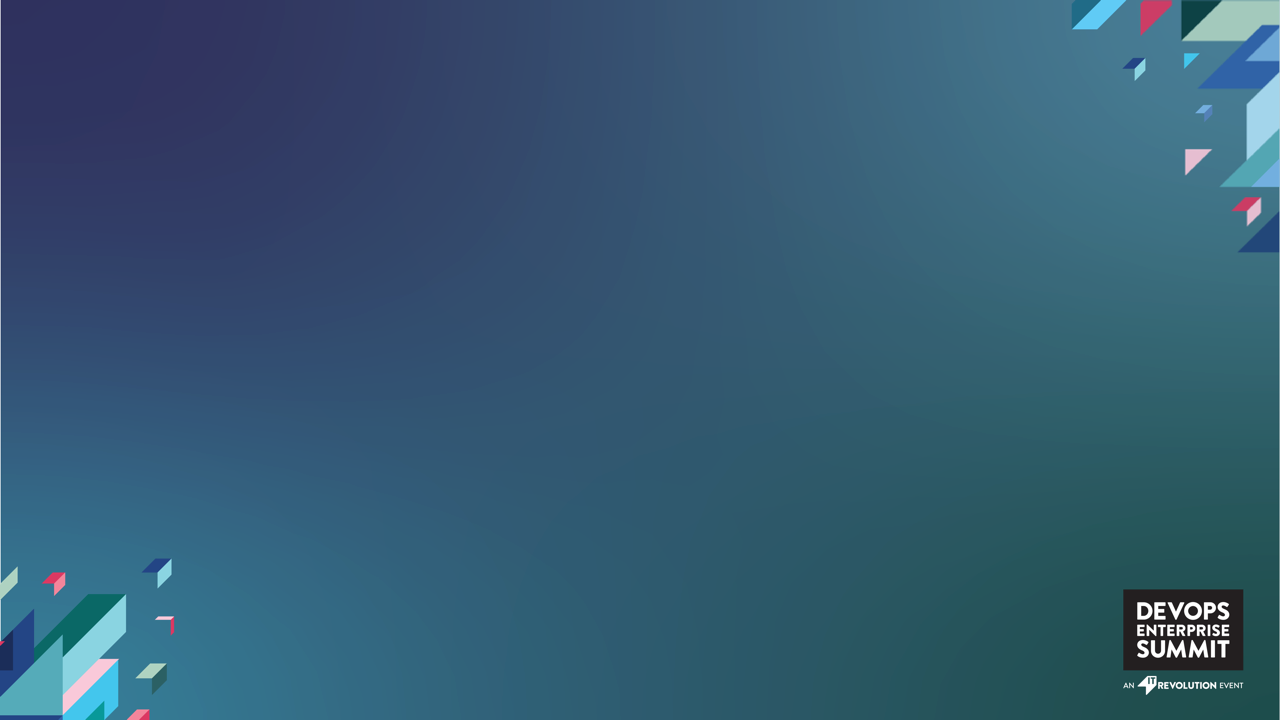 DEVOPS
ENTERPRISE
SUMMIT
AN IT REVOLUTION EVENT